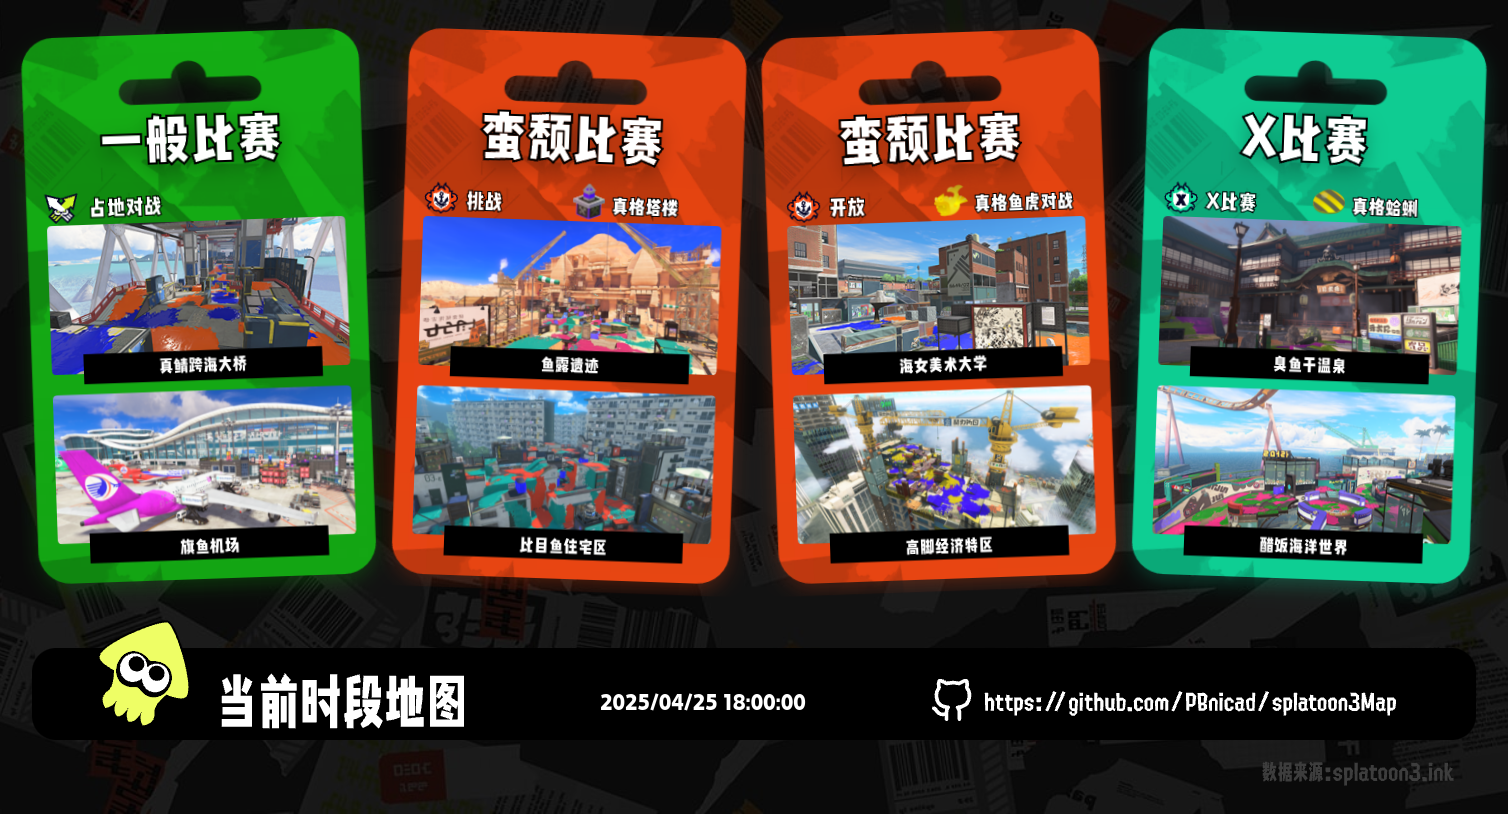 一般比赛
占地对战
真鲭跨海大桥
旗鱼机场
蛮颓比赛
挑战
真格塔楼
鱼露遗迹
比目鱼住宅区
蛮颓比赛
开放
真格鱼虎对战
海女美术大学
高脚经济特区
X比赛
X比赛
真格蛤蜊
臭鱼干温泉
醋饭海洋世界
当前时段地图
2025/04/25 18:00:00
https://github.com/PBnicad/splatoon3Map
数据来源:splatoon3.ink